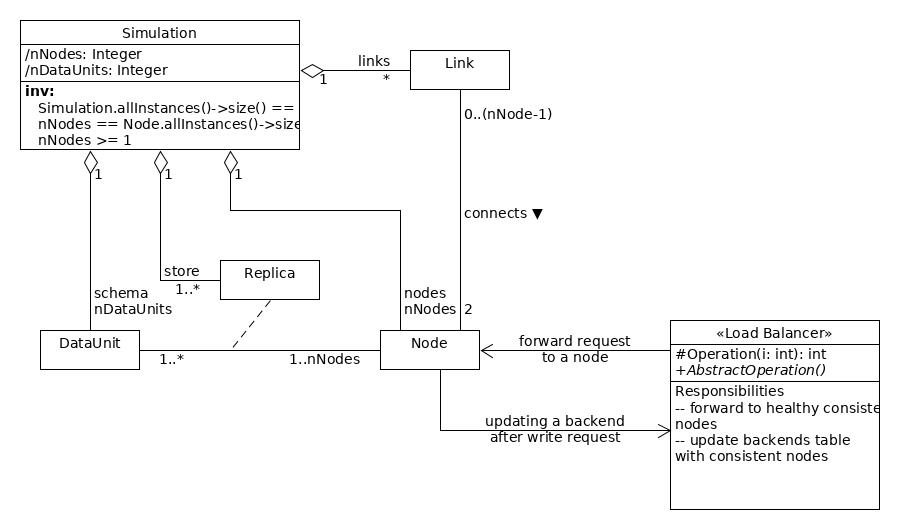 Simulation
/nNodes: Integer
/nDataUnits: Integer
inv:
Simulation.allInstances()->size() ==
nNodes == Node.allInstances()->size
nNodes >= 1
links
1
*
Link
0..(nNode-1)
connects ▼
2
1
1
1
store
1..*
Replica
schema
nDataUnits
nodes
nNodes
DataUnit
1..*
1..nNodes
Node
forward request
to a node
updating a backend
after write request
«Load Balancer»
#Operation(i: int): int
+AbstractOperation()
Responsibilities
-- forward to healthy consiste
nodes
-- update backends table
with consistent nodes